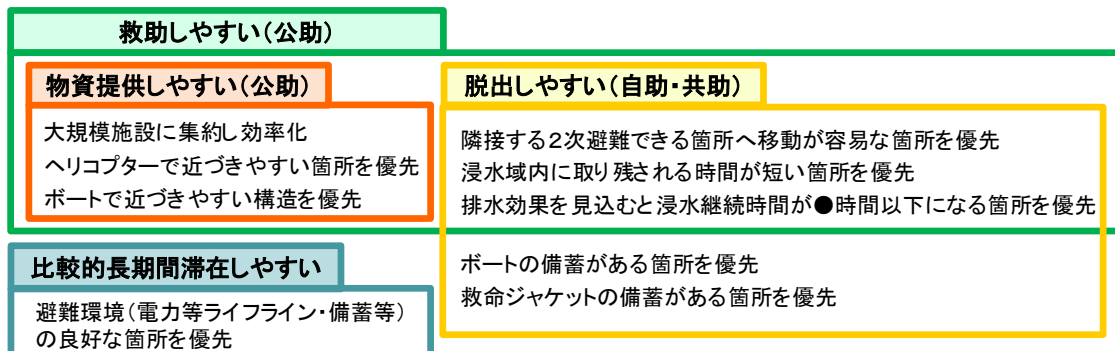 救助しやすい(公助)
物資提供しやすい(公助)
大規模施設に集約し効率化
ヘリコプターで近づきやすい箇所を優先
ボートで近づきやすい構造を優先
脱出しやすい(自助・共助)
隣接する2次避難できる箇所へ移動が容易な箇所を優先
浸水域内に取り残される時間が短い箇所を優先
排水効果を見込むと浸水継続時間が●時間以下になる箇所を優先
ボートの備蓄がある箇所を優先
救命ジャケットの備蓄がある箇所を優先
比較的長期間滞在しやすい
避難環境(電力等ライフライン・備蓄等)
の良好な箇所を優先